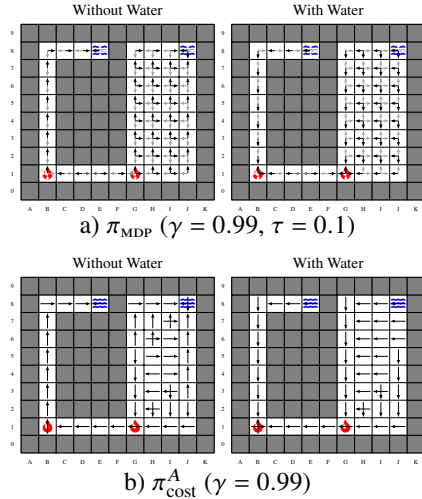 Without Water
With Water
9 8 7 6 5 4 3 2 1 0
A B C D E F G H I J K
A B C D E F G H I J K
a) π_MDP (γ = 0.99, τ = 0.1)
Without Water
With Water
9 8 7 6 5 4 3 2 1 0
A B C D E F G H I J K
A B C D E F G H I J K
b) π^A_cost (γ = 0.99)